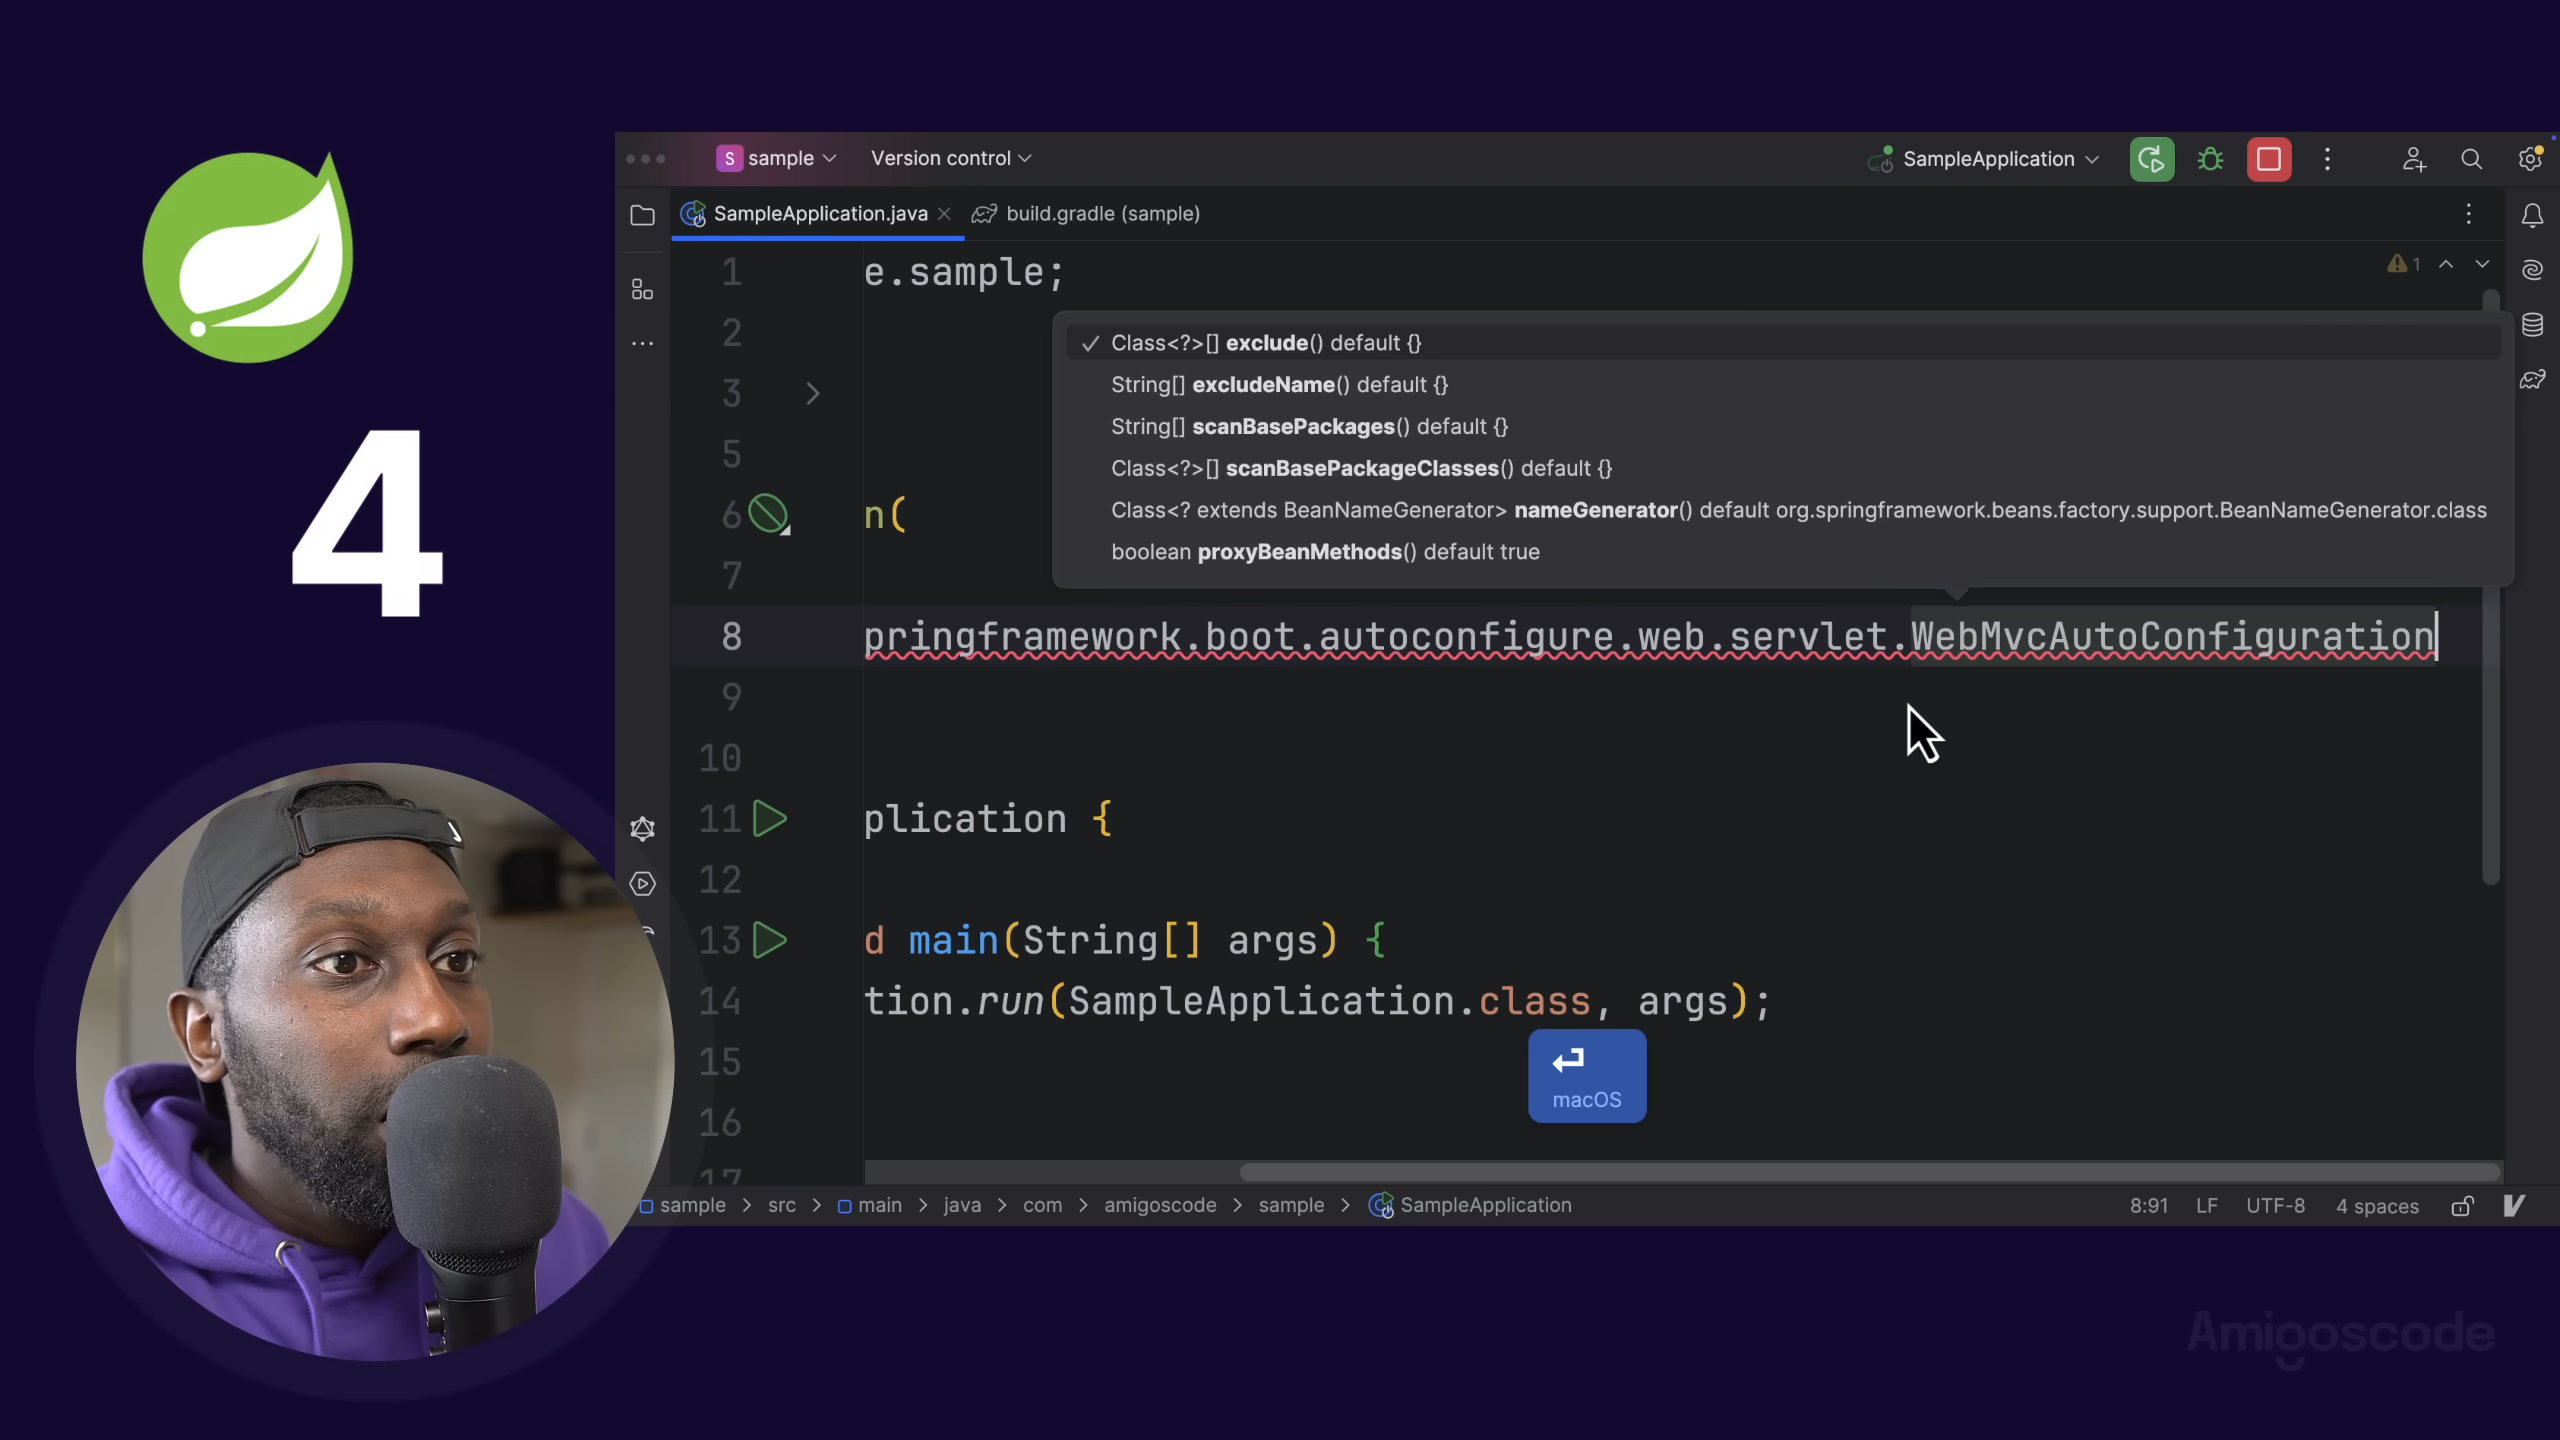 4
S sample
Version control
SampleApplication
SampleApplication.java
build.gradle (sample)
1
1 e.sample;
2
3
5
6 n(
7
Class<?>[] exclude() default {}
String[] excludeName() default {}
String[] scanBasePackages() default {}
Class<?>[] scanBasePackageClasses() default {}
Class<? extends BeanNameGenerator> nameGenerator() default org.springframework.beans.factory.support.BeanNameGenerator.class
boolean proxyBeanMethods() default true
8 pringframework.boot.autoconfigure.web.servlet.WebMvcAutoConfiguration
9
10
11 plication {
12
13 d main(String[] args) {
14 tion.run(SampleApplication.class, args);
15
16
17
macOS
sample > src > main > java > com > amigoscode > sample > SampleApplication
8:91 LF UTF-8 4 spaces
Amigoscode